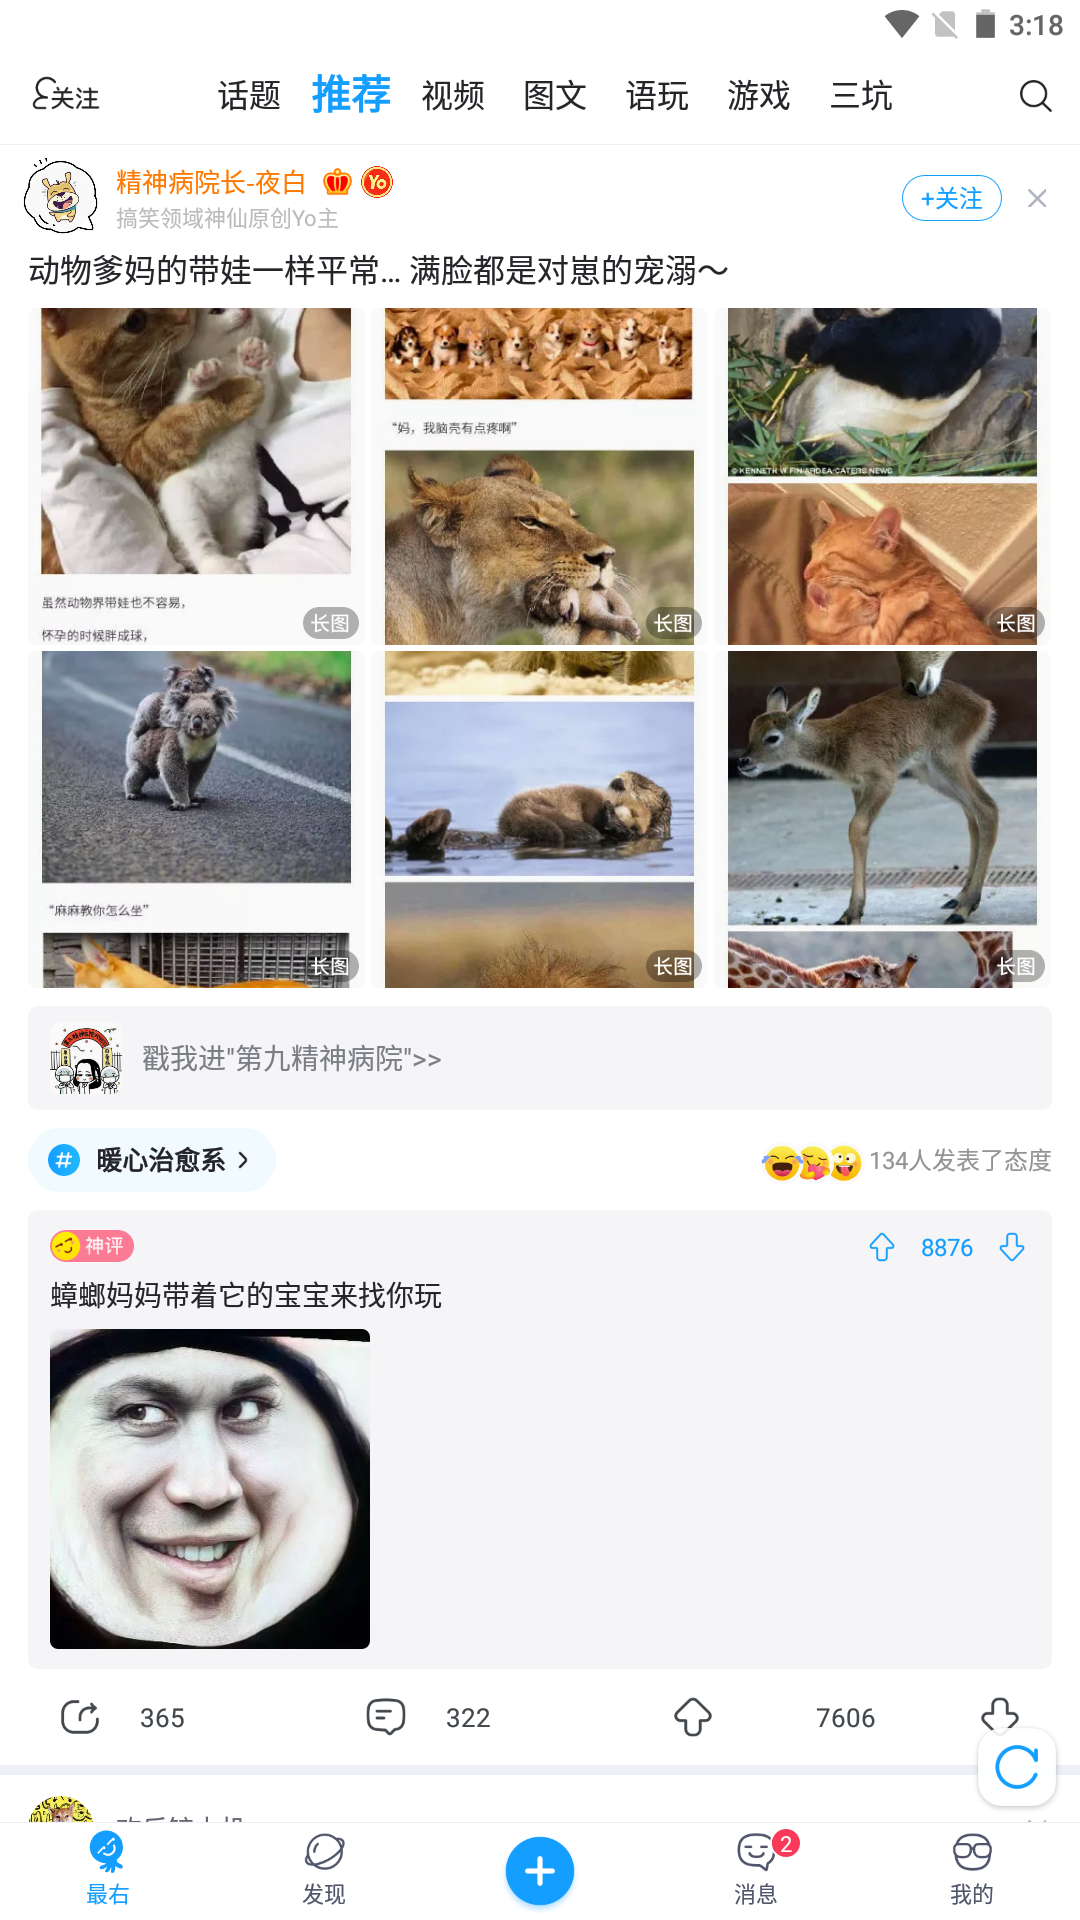 3:18
关注 话题 推荐 视频 图文 语玩 游戏 三坑
精神病院长-夜白 Yo
搞笑领域神仙原创Yo主
+关注
动物爹妈的带娃一样平常... 满脸都是对崽的宠溺～
“妈，我脑壳有点疼啊”
© KENNETH W FIN/ARDEA/CATERS NEWS
虽然动物界带娃也不容易，
怀孕的时候胖成球，
长图
长图
长图
“麻麻教你怎么坐”
长图
长图
长图
戳我进"第九精神病院">>
# 暖心治愈系
134人发表了态度
神评
8876
蟑螂妈妈带着它的宝宝来找你玩
365
322
7606
最右
发现
消息 2
我的